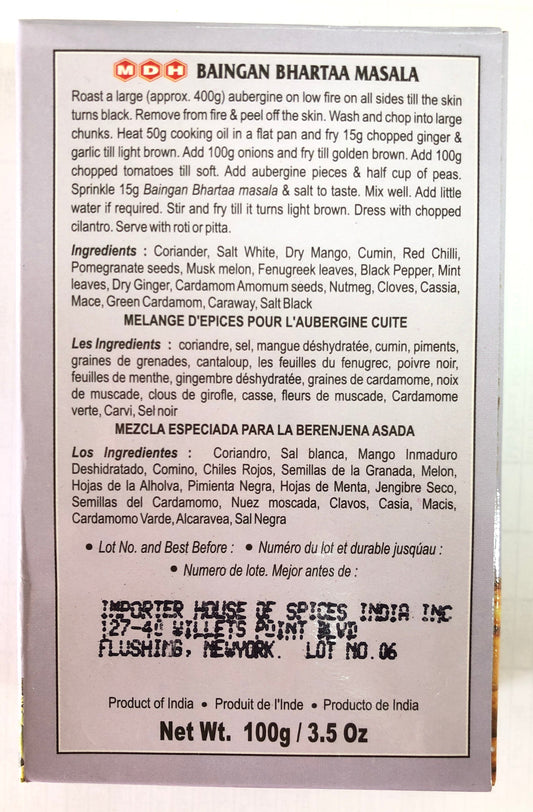 MDH BAINGAN BHARTAA MASALA
Roast a large (approx. 400g) aubergine on low fire on all sides till the skin
turns black. Remove from fire & peel off the skin. Wash and chop into large
chunks. Heat 50g cooking oil in a flat pan and fry 15g chopped ginger &
garlic till light brown. Add 100g onions and fry till golden brown. Add 100g
chopped tomatoes till soft. Add aubergine pieces & half cup of peas.
Sprinkle 15g Baingan Bhartaa masala & salt to taste. Mix well. Add little
water if required. Stir and fry till it turns light brown. Dress with chopped
cilantro. Serve with roti or pitta.
Ingredients : Coriander, Salt White, Dry Mango, Cumin, Red Chilli,
Pomegranate seeds, Musk melon, Fenugreek leaves, Black Pepper, Mint
leaves, Dry Ginger, Cardamom Amomum seeds, Nutmeg, Cloves, Cassia,
Mace, Green Cardamom, Caraway, Salt Black
MELANGE D'EPICES POUR L'AUBERGINE CUITE
Les Ingredients : coriandre, sel, mangue déshydratée, cumin, piments,
graines de grenades, cantaloup, les feuilles du fenugrec, poivre noir,
feuilles de menthe, gingembre déshydratée, graines de cardamome, noix
de muscade, clous de girofle, casse, fleurs de muscade, Cardamome
verte, Carvi, Sel noir
MEZCLA ESPECIADA PARA LA BERENJENA ASADA
Los Ingredientes : Coriandro, Sal blanca, Mango Inmaduro
Deshidratado, Comino, Chiles Rojos, Semillas de la Granada, Melon,
Hojas de la Alholva, Pimienta Negra, Hojas de Menta, Jengibre Seco,
Semillas del Cardamomo, Nuez moscada, Clavos, Casia, Macis,
Cardamomo Varde, Alcaravea, Sal Negra
• Lot No. and Best Before : • Numéro du lot et durable jusqúau :
• Numero de lote. Mejor antes de :
IMPORTER HOUSE OF SPICES INDIA INC
127-40 WILLETS POINT BLVD
FLUSHING, NEWYORK. LOT NO.06
Product of India • Produit de l'Inde • Producto de India
Net Wt. 100g / 3.5 Oz